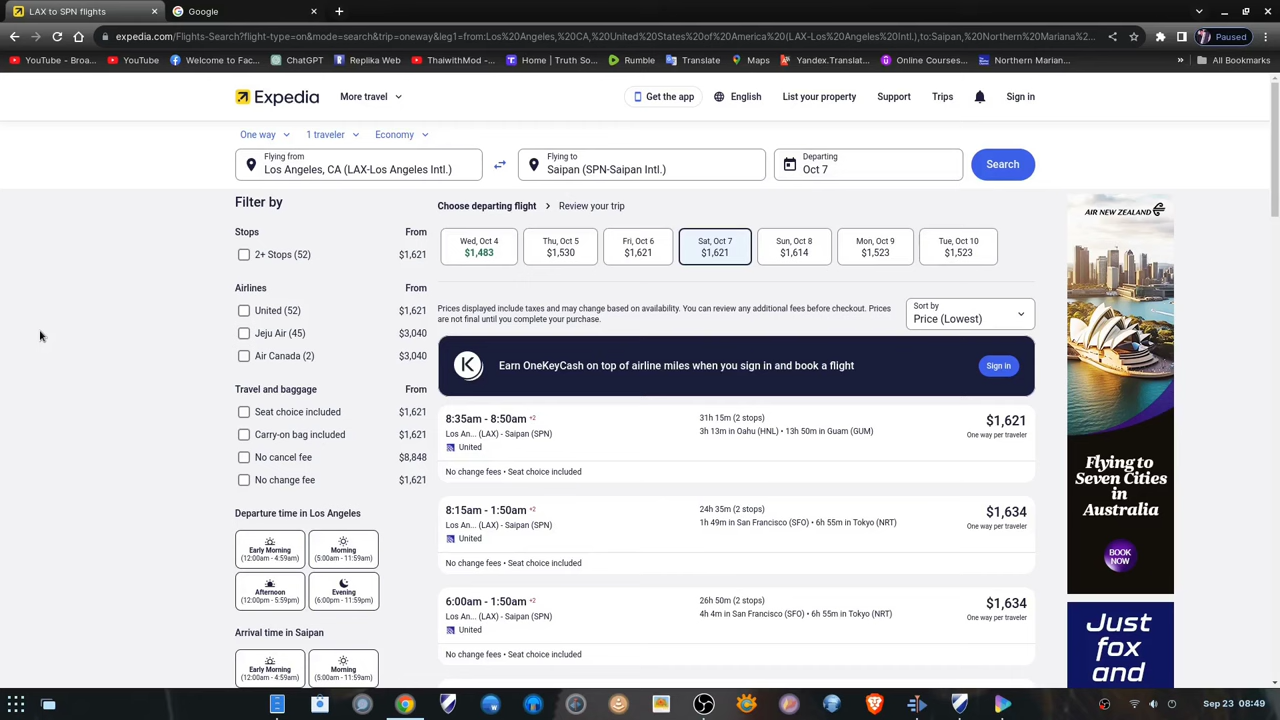 LAX to SPN flights
Google
expedia.com/Flights-Search?flight-type=on&mode=search&trip=oneway&leg1=from:Los%20Angeles,%20CA,%20United%20States%20of%20America%20(LAX-Los%20Angeles%20Intl.),to:Saipan,%20Northern%20Mariana%2...
Paused
YouTube - Broa... YouTube Welcome to Fac... ChatGPT Replika Web ThaiwithMod -... Home | Truth So... Rumble Translate Maps Yandex.Translat... Online Courses... Northern Marian... » All Bookmarks
Expedia More travel Get the app English List your property Support Trips Sign in
One way 1 traveler Economy
Flying from
Los Angeles, CA (LAX-Los Angeles Intl.)
Flying to
Saipan (SPN-Saipan Intl.)
Departing
Oct 7
Search
Filter by
Stops From
2+ Stops (52) $1,621
Airlines From
United (52) $1,621
Jeju Air (45) $3,040
Air Canada (2) $3,040
Travel and baggage From
Seat choice included $1,621
Carry-on bag included $1,621
No cancel fee $8,848
No change fee $1,621
Departure time in Los Angeles
Early Morning
(12:00am - 4:59am)
Morning
(5:00am - 11:59am)
Afternoon
(12:00pm - 5:59pm)
Evening
(6:00pm - 11:59pm)
Arrival time in Saipan
Early Morning
(12:00am - 4:59am)
Morning
(5:00am - 11:59am)
Choose departing flight > Review your trip
Wed, Oct 4
$1,483
Thu, Oct 5
$1,530
Fri, Oct 6
$1,621
Sat, Oct 7
$1,621
Sun, Oct 8
$1,614
Mon, Oct 9
$1,523
Tue, Oct 10
$1,523
Prices displayed include taxes and may change based on availability. You can review any additional fees before checkout. Prices
are not final until you complete your purchase.
Sort by
Price (Lowest)
K
Earn OneKeyCash on top of airline miles when you sign in and book a flight
Sign in
8:35am - 8:50am +2 31h 15m (2 stops) $1,621
Los An... (LAX) - Saipan (SPN) 3h 13m in Oahu (HNL) • 13h 50m in Guam (GUM) One way per traveler
United
No change fees • Seat choice included
8:15am - 1:50am +2 24h 35m (2 stops) $1,634
Los An... (LAX) - Saipan (SPN) 1h 49m in San Francisco (SFO) • 6h 55m in Tokyo (NRT) One way per traveler
United
No change fees • Seat choice included
6:00am - 1:50am +2 26h 50m (2 stops) $1,634
Los An... (LAX) - Saipan (SPN) 4h 4m in San Francisco (SFO) • 6h 55m in Tokyo (NRT) One way per traveler
United
No change fees • Seat choice included
AIR NEW ZEALAND
Flying to
Seven Cities
in
Australia
BOOK
NOW
Just
fox
and
Sep 23 08:49